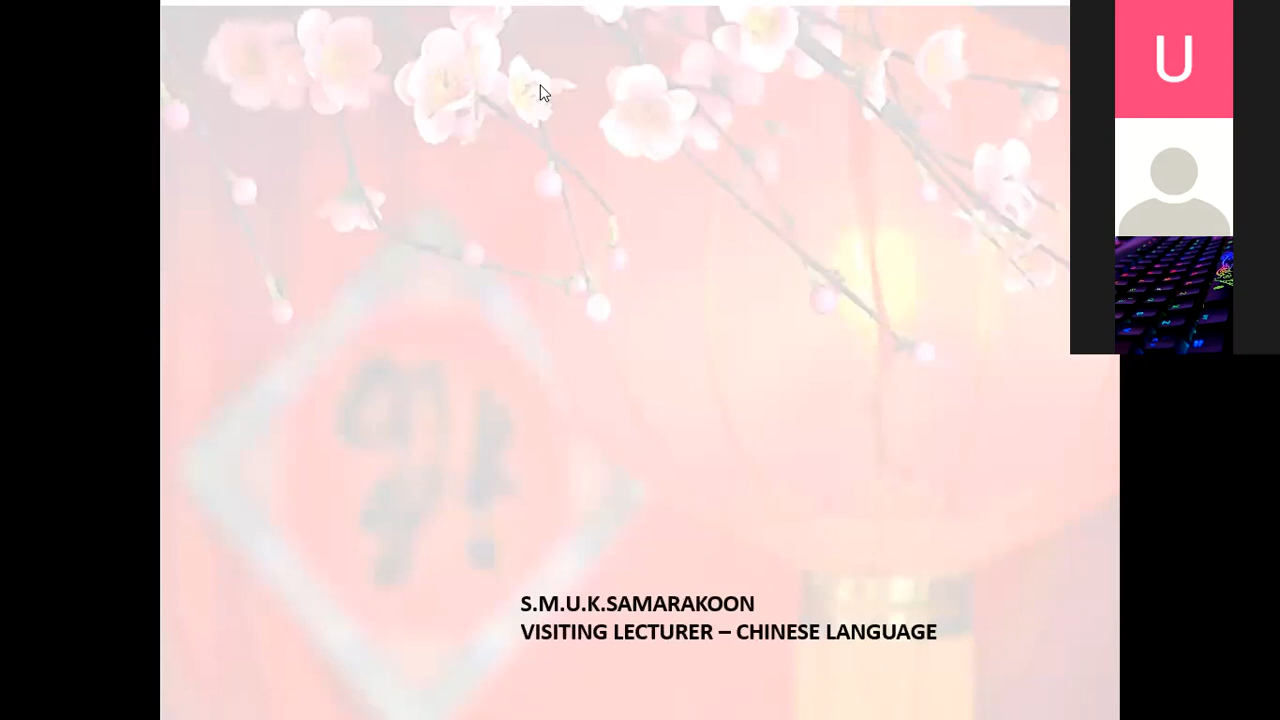 U
S.M.U.K.SAMARAKOON
VISITING LECTURER – CHINESE LANGUAGE